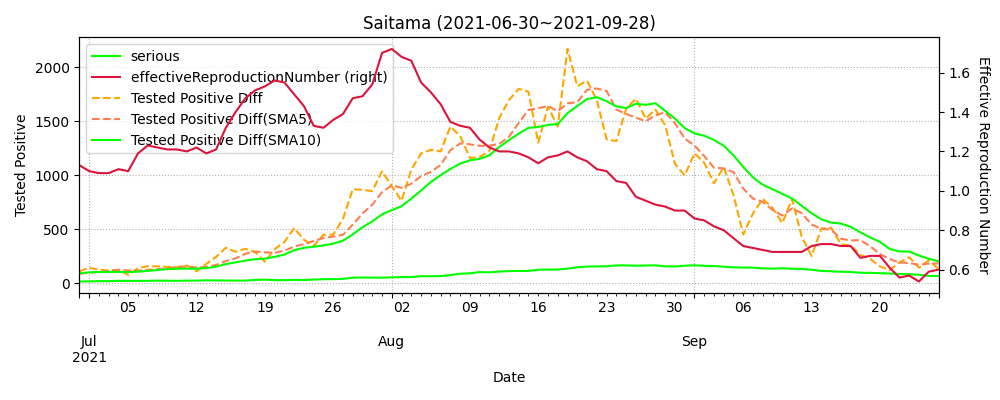 Saitama (2021-06-30~2021-09-28)
serious
effectiveReproductionNumber (right)
Tested Positive Diff
Tested Positive Diff(SMA5)
Tested Positive Diff(SMA10)
Tested Positive
2000
1500
1000
500
0
1.6
1.4
1.2
1.0
0.8
0.6
Effective Reproduction Number
05 12 19 26 02 09 16 23 30 06 13 20
Jul Aug Sep
2021
Date